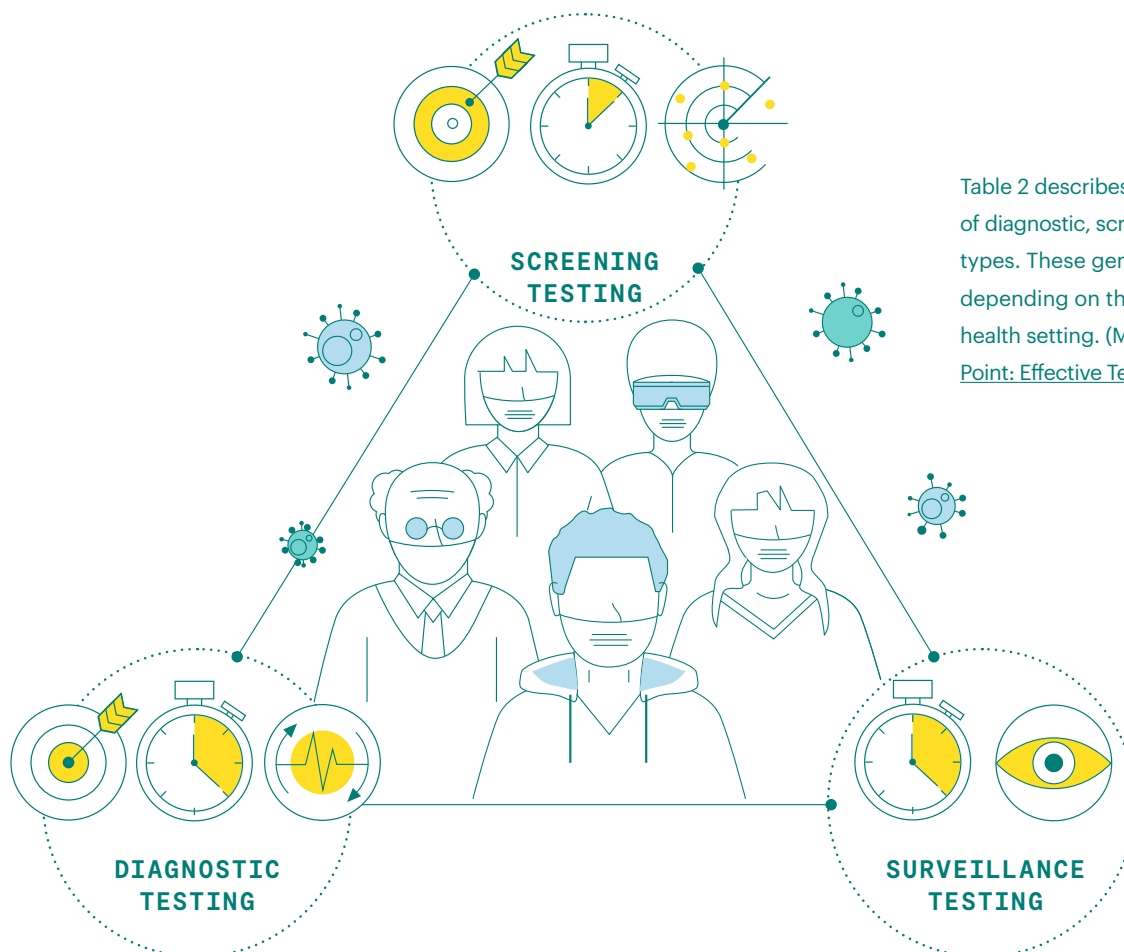 SCREENING
TESTING
Table 2 describes
of diagnostic, scr
types. These gen
depending on th
health setting. (M
Point: Effective Te
DIAGNOSTIC
TESTING
SURVEILLANCE
TESTING